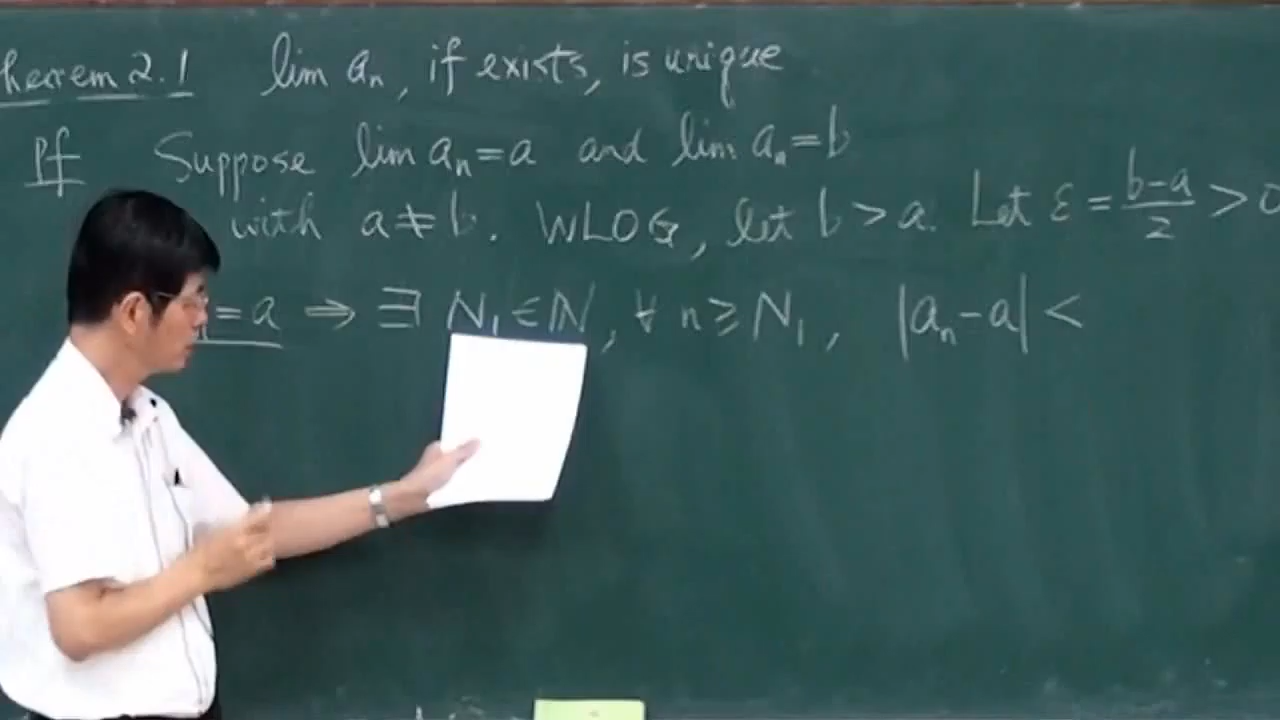 heorem 2.1 lim aₙ, if exists, is unique
Pf Suppose lim aₙ = a and lim aₙ = b
with a ≠ b. WLOG, let b > a. Let ε = (b-a)/2 > 0
= a ⇒ ∃ N₁ ∈ ℕ, ∀ n ≥ N₁, |aₙ - a| <